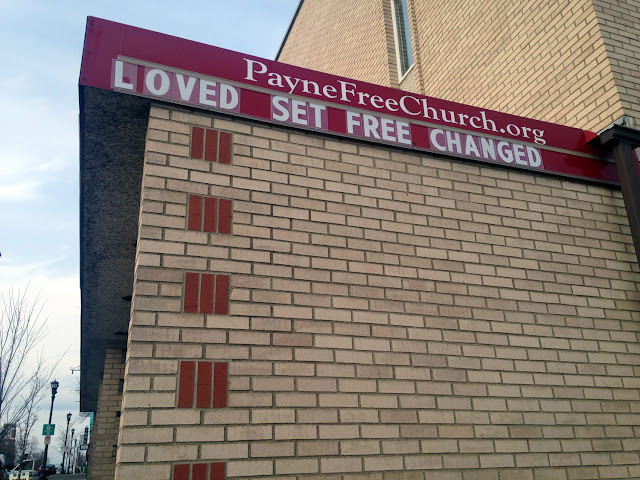 PayneFreeChurch.org
LOVED SET FREE CHANGED